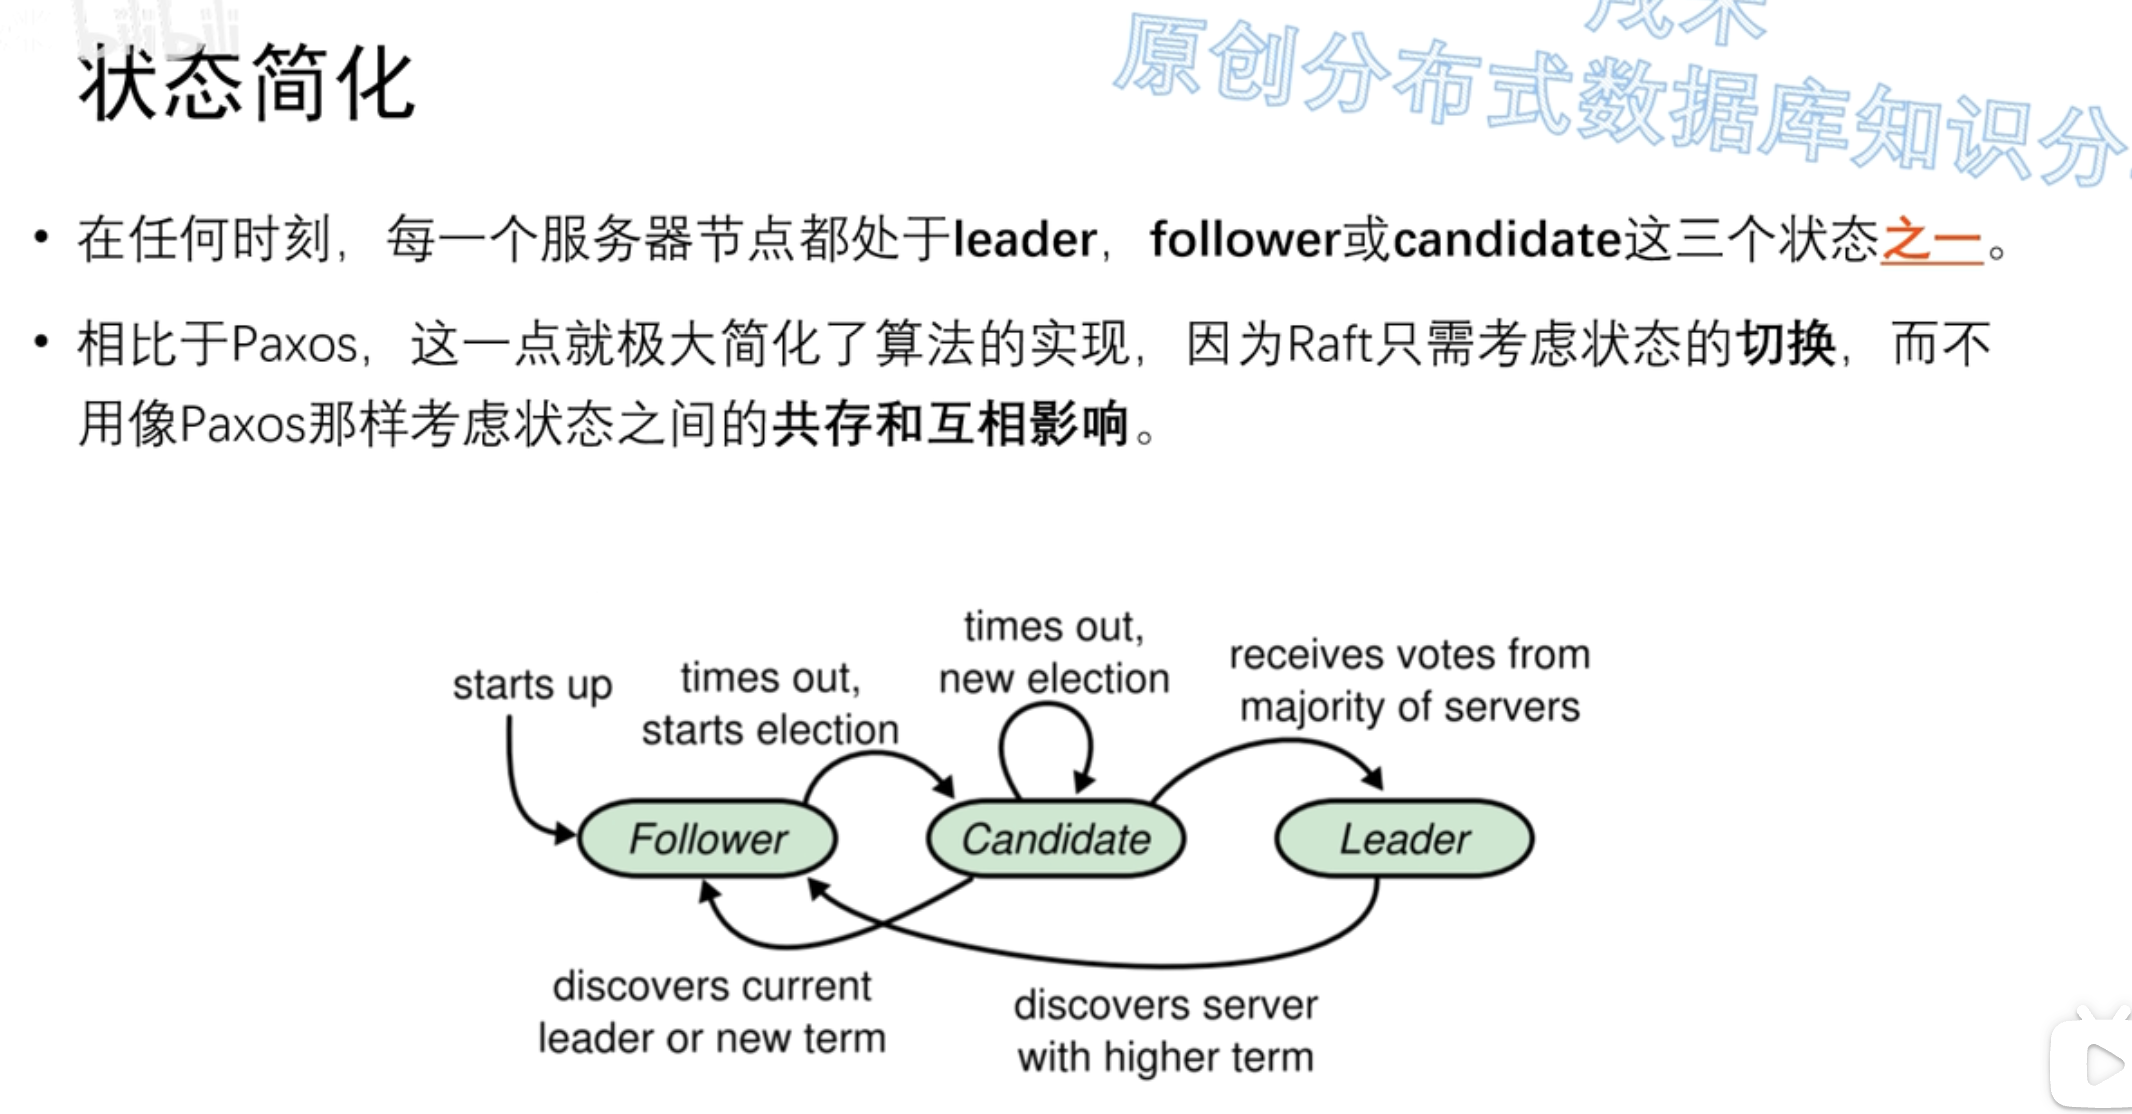 bilibili
状态简化
原创分布式数据库知识分
• 在任何时刻，每一个服务器节点都处于leader，follower或candidate这三个状态之一。
• 相比于Paxos，这一点就极大简化了算法的实现，因为Raft只需考虑状态的切换，而不
用像Paxos那样考虑状态之间的共存和互相影响。
starts up
times out,
starts election
times out,
new election
receives votes from
majority of servers
Follower
Candidate
Leader
discovers current
leader or new term
discovers server
with higher term